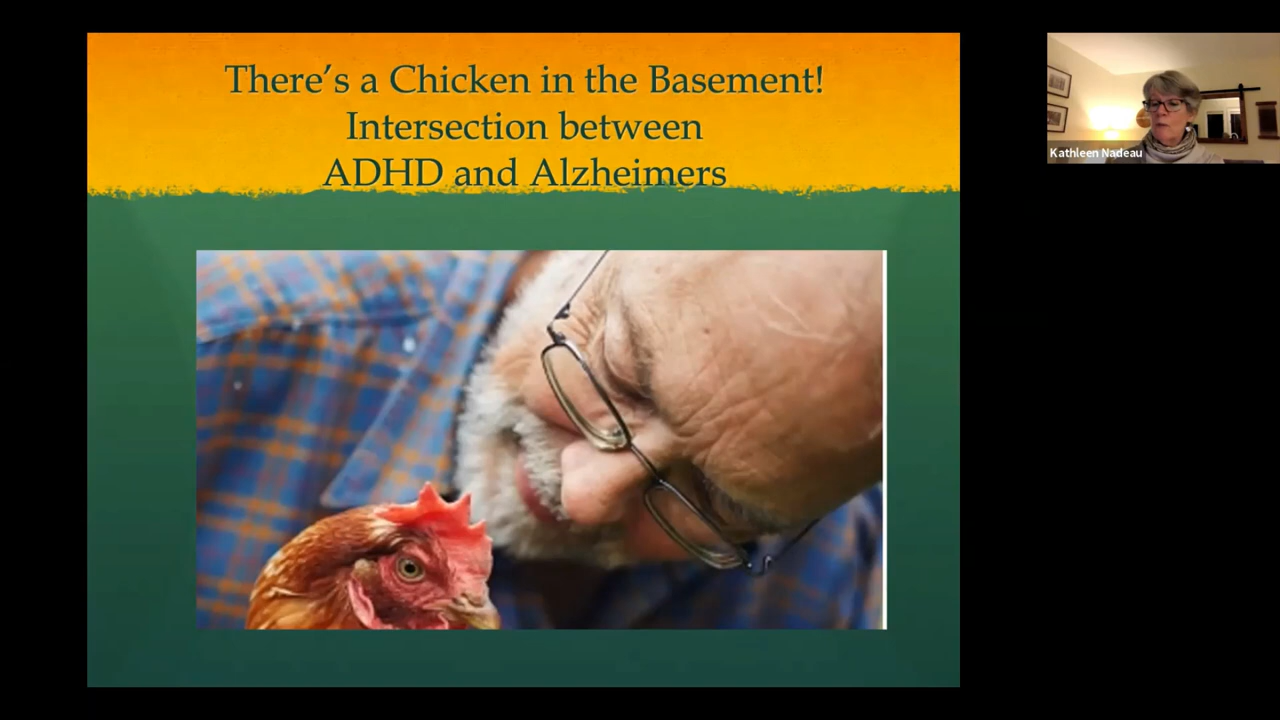 There's a Chicken in the Basement!
Intersection between
ADHD and Alzheimers
Kathleen Nadeau